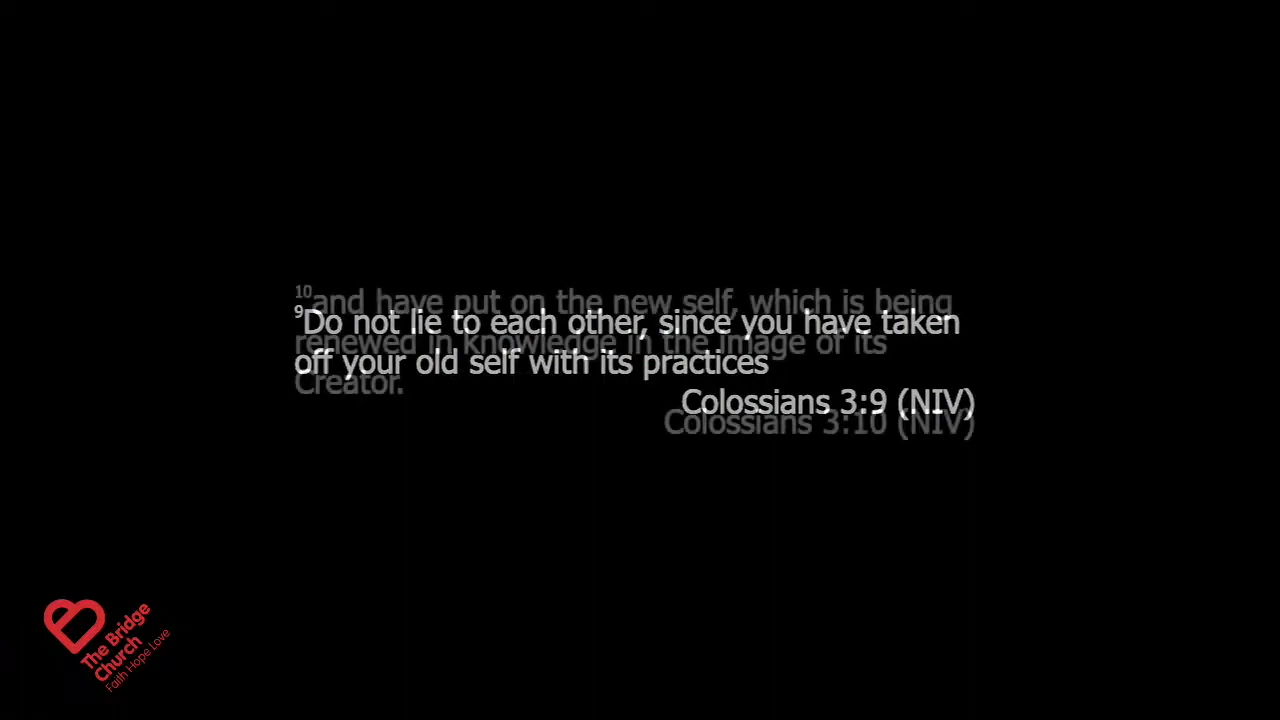 ⁹Do not lie to each other, since you have taken
off your old self with its practices
Colossians 3:9 (NIV)
¹⁰and have put on the new self, which is being
renewed in knowledge in the image of its
Creator.
Colossians 3:10 (NIV)
The Bridge
Church
Faith Hope Love